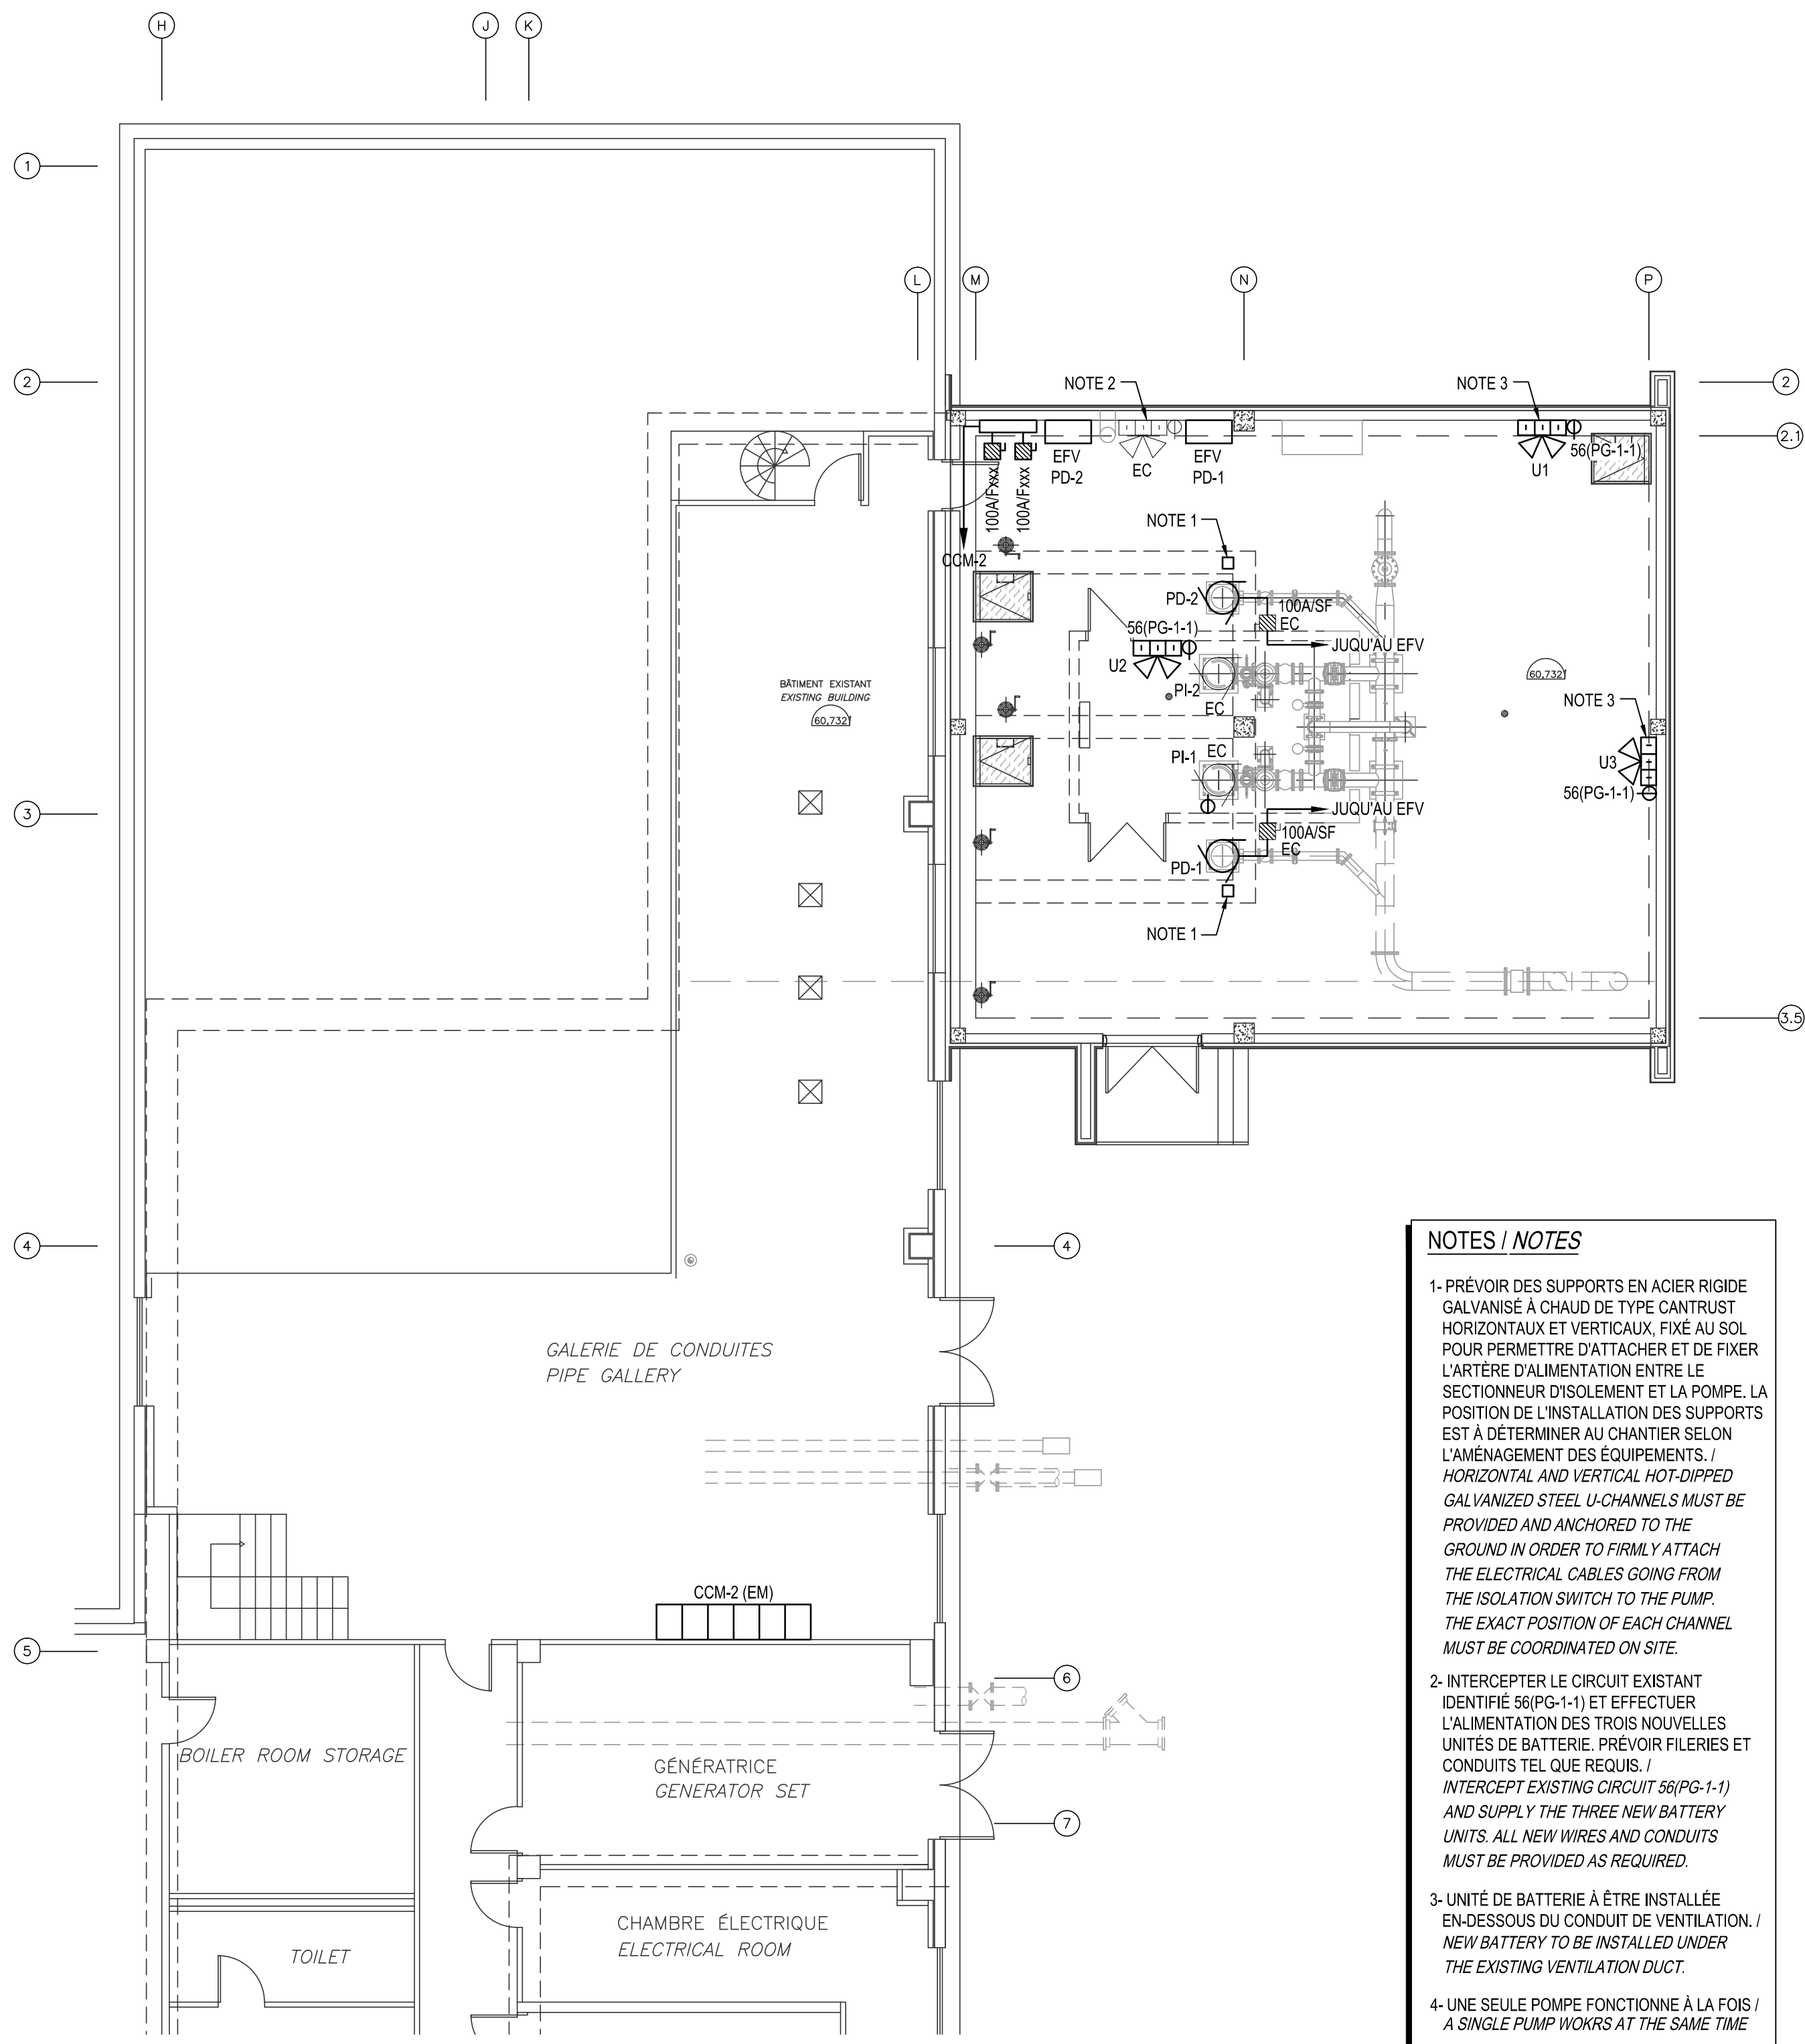 H
J
K
1
L
M
N
P
2
NOTE 2
NOTE 3
2
2.1
EFV
PD-2
EC
EFV
PD-1
U1
56(PG-1-1)
100A/Fxxx
100A/Fxxx
NOTE 1
CCM-2
PD-2
100A/SF
EC
56(PG-1-1)
JUQU'AU EFV
U2
PI-2
EC
60,732
BÂTIMENT EXISTANT
EXISTING BUILDING
60,732
NOTE 3
PI-1
EC
U3
56(PG-1-1)
3
JUQU'AU EFV
100A/SF
EC
PD-1
NOTE 1
3.5
4
4
GALERIE DE CONDUITES
PIPE GALLERY
CCM-2 (EM)
5
6
BOILER ROOM STORAGE
GÉNÉRATRICE
GENERATOR SET
7
CHAMBRE ÉLECTRIQUE
ELECTRICAL ROOM
TOILET
NOTES / NOTES
1- PRÉVOIR DES SUPPORTS EN ACIER RIGIDE
GALVANISÉ À CHAUD DE TYPE CANTRUST
HORIZONTAUX ET VERTICAUX, FIXÉ AU SOL
POUR PERMETTRE D'ATTACHER ET DE FIXER
L'ARTÈRE D'ALIMENTATION ENTRE LE
SECTIONNEUR D'ISOLEMENT ET LA POMPE. LA
POSITION DE L'INSTALLATION DES SUPPORTS
EST À DÉTERMINER AU CHANTIER SELON
L'AMÉNAGEMENT DES ÉQUIPEMENTS. /
HORIZONTAL AND VERTICAL HOT-DIPPED
GALVANIZED STEEL U-CHANNELS MUST BE
PROVIDED AND ANCHORED TO THE
GROUND IN ORDER TO FIRMLY ATTACH
THE ELECTRICAL CABLES GOING FROM
THE ISOLATION SWITCH TO THE PUMP.
THE EXACT POSITION OF EACH CHANNEL
MUST BE COORDINATED ON SITE.
2- INTERCEPTER LE CIRCUIT EXISTANT
IDENTIFIÉ 56(PG-1-1) ET EFFECTUER
L'ALIMENTATION DES TROIS NOUVELLES
UNITÉS DE BATTERIE. PRÉVOIR FILERIES ET
CONDUITS TEL QUE REQUIS. /
INTERCEPT EXISTING CIRCUIT 56(PG-1-1)
AND SUPPLY THE THREE NEW BATTERY
UNITS. ALL NEW WIRES AND CONDUITS
MUST BE PROVIDED AS REQUIRED.
3- UNITÉ DE BATTERIE À ÊTRE INSTALLÉE
EN-DESSOUS DU CONDUIT DE VENTILATION. /
NEW BATTERY TO BE INSTALLED UNDER
THE EXISTING VENTILATION DUCT.
4- UNE SEULE POMPE FONCTIONNE À LA FOIS /
A SINGLE PUMP WOKRS AT THE SAME TIME